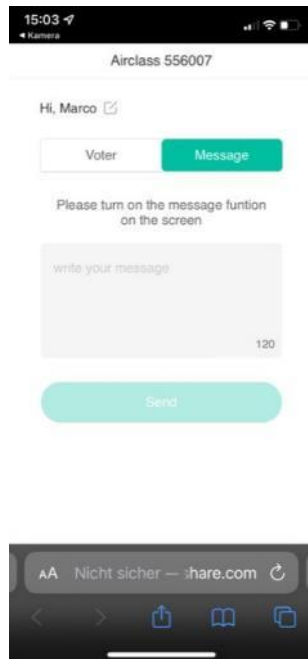 15:03
◂ Kamera
Airclass 556007
Hi, Marco
Voter
Message
Please turn on the message funtion
on the screen
write your message
120
Send
AA Nicht sicher — share.com